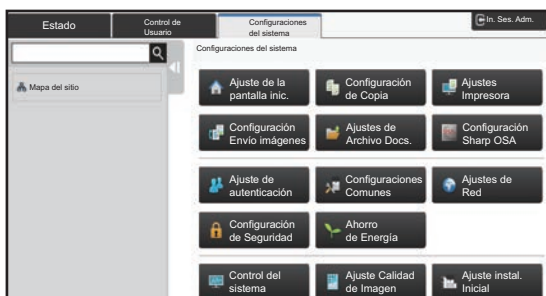 Estado
Control de
Usuario
Configuraciones
del sistema
In. Ses. Adm.
Configuraciones del sistema
Mapa del sitio
Ajuste de la
pantalla inic.
Configuración
de Copia
Ajustes
Impresora
Configuración
Envío imágenes
Ajustes de
Archivo Docs.
Configuración
Sharp OSA
Ajuste de
autenticación
Configuraciones
Comunes
Ajustes de
Red
Configuración
de Seguridad
Ahorro
de Energía
Control del
sistema
Ajuste Calidad
de Imagen
Ajuste instal.
Inicial